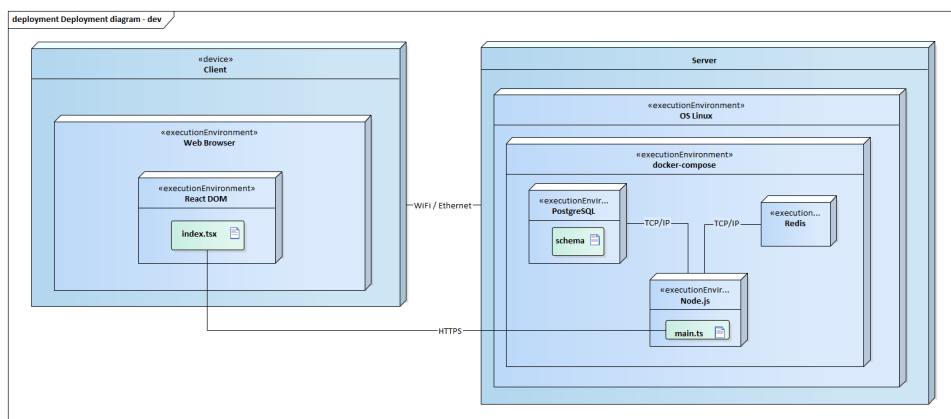 deployment Deployment diagram - dev
«device»
Client
«executionEnvironment»
Web Browser
«executionEnvironment»
React DOM
index.tsx
WiFi / Ethernet
HTTPS
Server
«executionEnvironment»
OS Linux
«executionEnvironment»
docker-compose
«executionEnvir...
PostgreSQL
schema
TCP/IP
TCP/IP
«execution...
Redis
«executionEnvir...
Node.js
main.ts